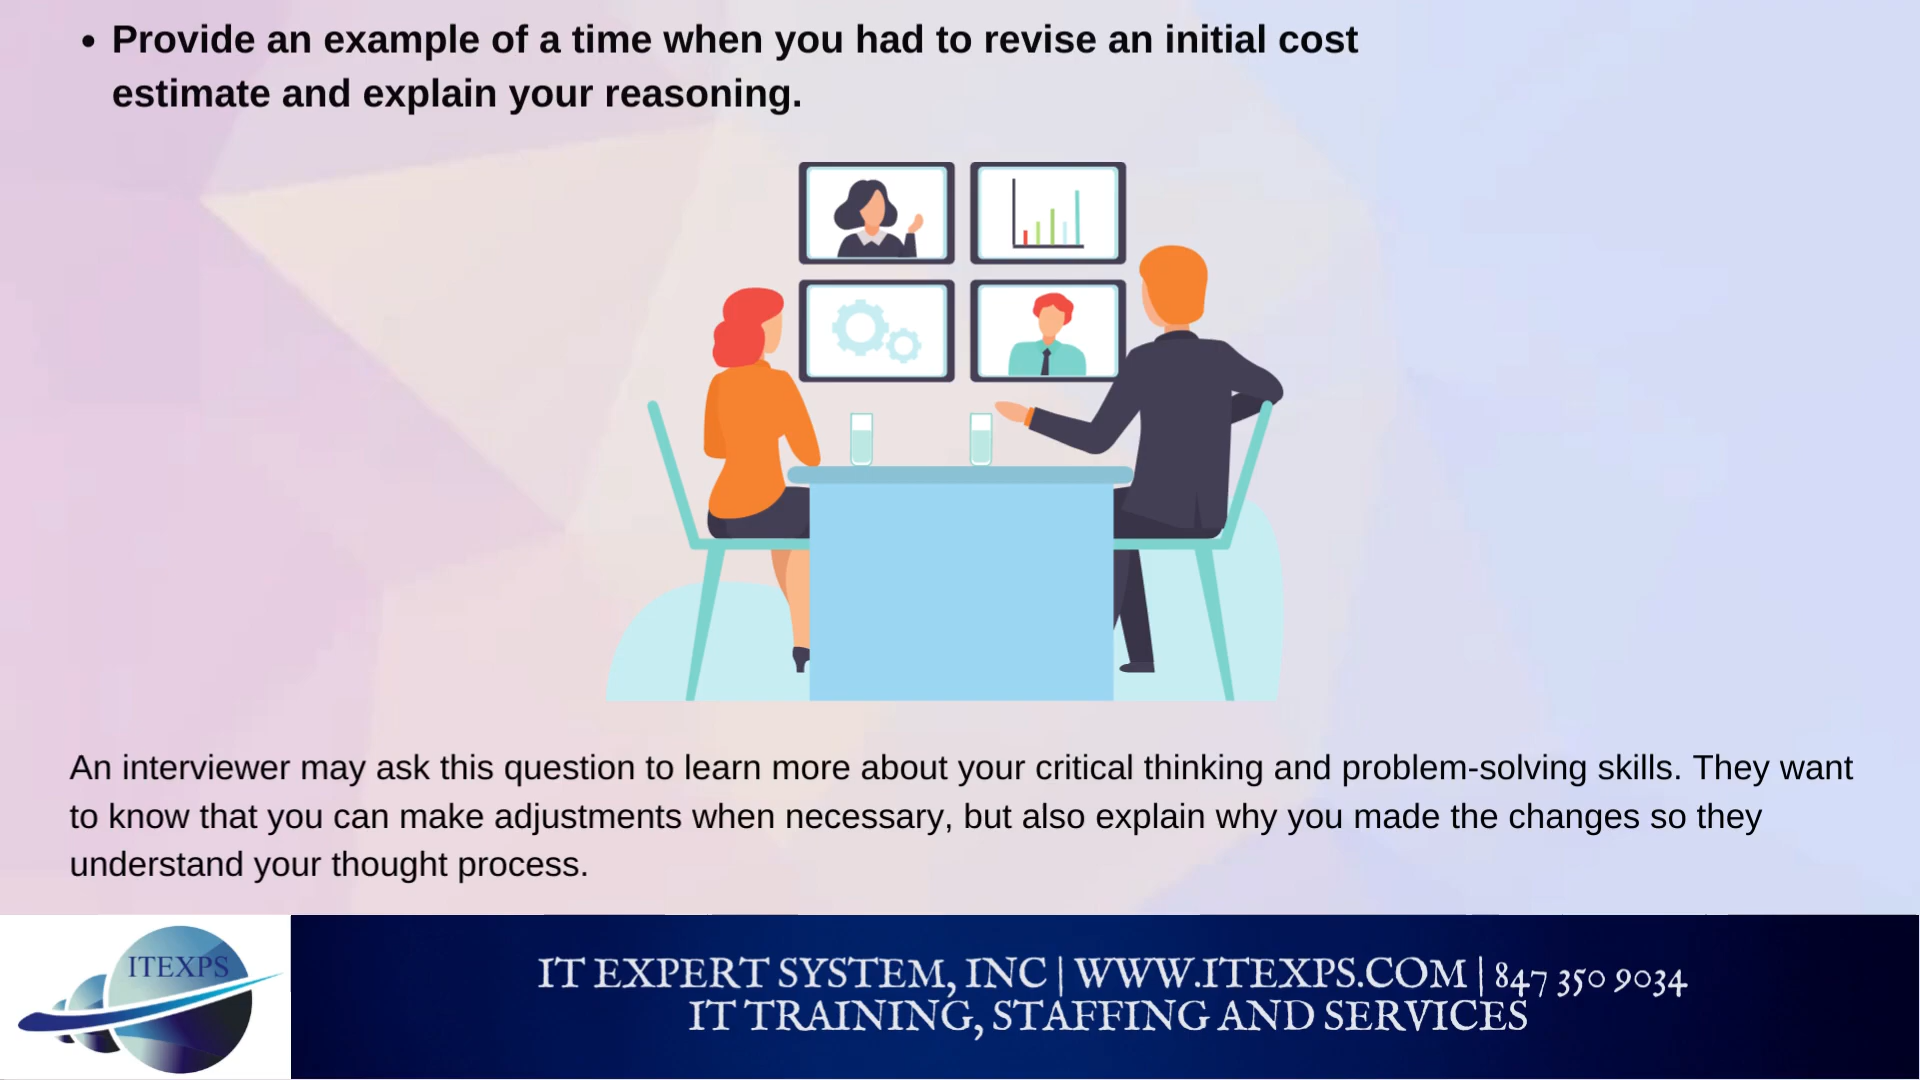 • Provide an example of a time when you had to revise an initial cost
estimate and explain your reasoning.
An interviewer may ask this question to learn more about your critical thinking and problem-solving skills. They want
to know that you can make adjustments when necessary, but also explain why you made the changes so they
understand your thought process.
ITEXPS
IT EXPERT SYSTEM, INC | WWW.ITEXPS.COM | 847 350 9034
IT TRAINING, STAFFING AND SERVICES